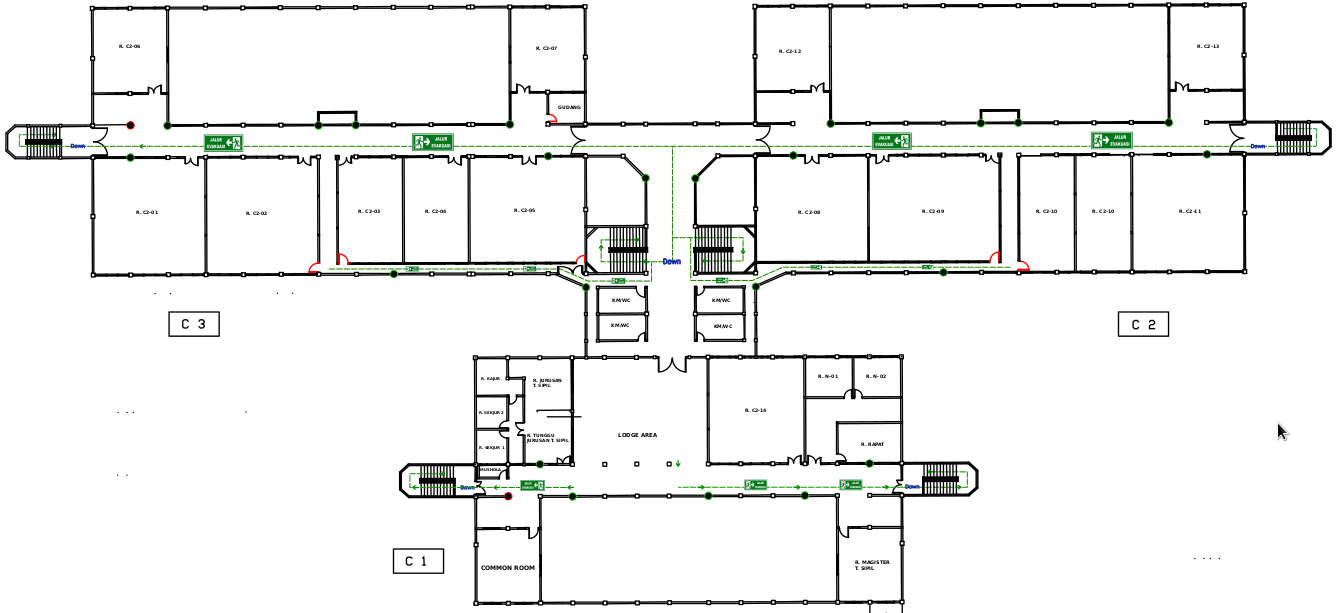 R. C2-06
R. C2-07
R. C2-12
R. C2-13
GUDANG
JALUR
EVAKUASI
JALUR
EVAKUASI
JALUR
EVAKUASI
JALUR
EVAKUASI
Down
Down
R. C2-01
R. C2-02
R. C2-03
R. C2-04
R. C2-05
R. C2-08
R. C2-09
R. C2-10
R. C2-10
R. C2-11
Down
KM/WC
KM/WC
KM/WC
KM/WC
C 3
C 2
R. KAJUR
R. JURUSAN
T. SIPIL
R. N-01
R. N-02
R. SEKJUR 2
C2-14
R. TUNGGU
JURUSAN T. SIPIL
LODGE AREA
R. SEKJUR 1
R. RAPAT
MUSHOLA
Down
Down
C 1
COMMON ROOM
R. MAGISTER
T. SIPIL